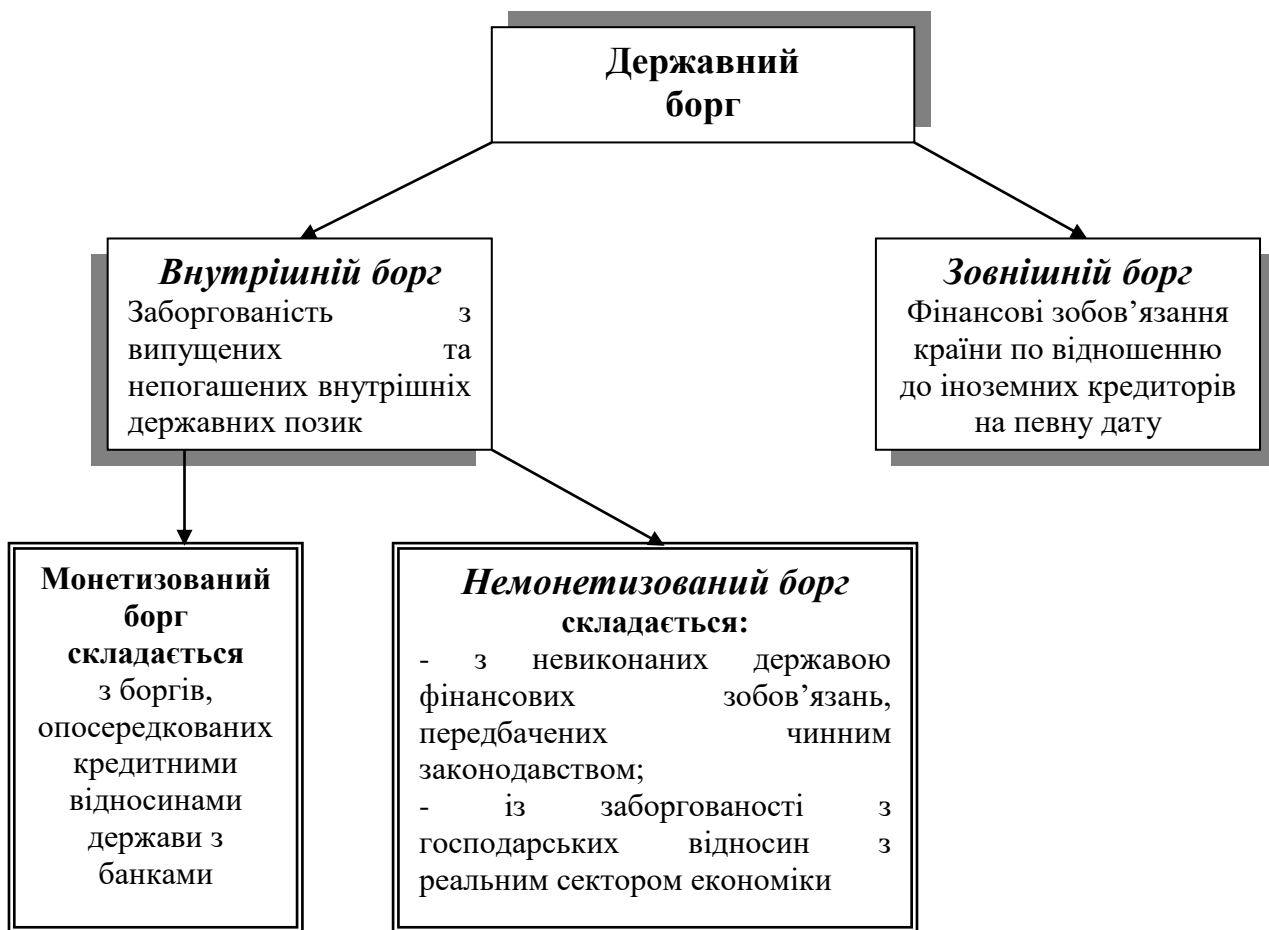 Державний
борг
Внутрішній борг
Заборгованість з
випущених та
непогашених внутрішніх
державних позик
Зовнішній борг
Фінансові зобов’язання
країни по відношенню
до іноземних кредиторів
на певну дату
Монетизований
борг
складається
з боргів,
опосередкованих
кредитними
відносинами
держави з
банками
Немонетизований борг
складається:
- з невиконаних державою
фінансових зобов’язань,
передбачених чинним
законодавством;
- із заборгованості з
господарських відносин з
реальним сектором економіки